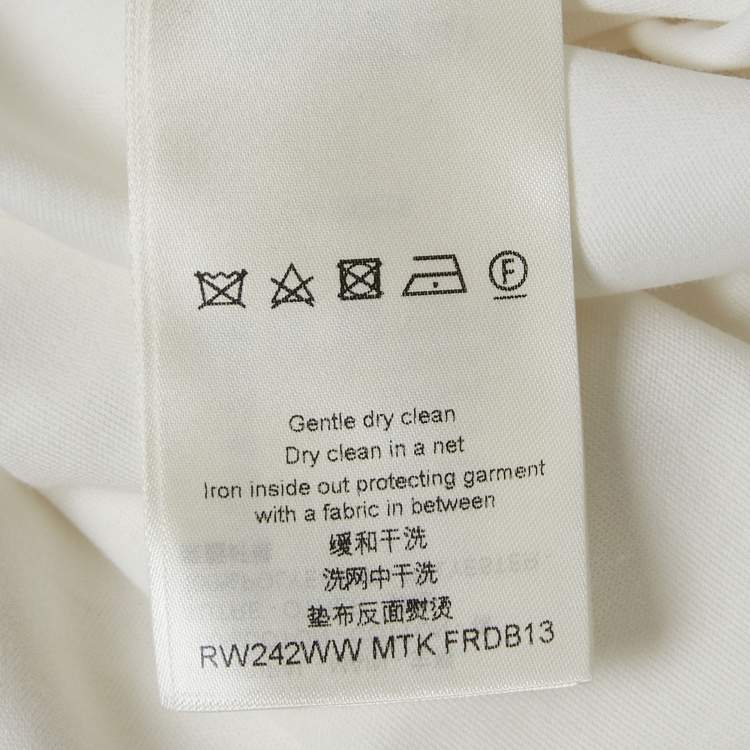 F
Gentle dry clean
Dry clean in a net
Iron inside out protecting garment
with a fabric in between
缓和干洗
洗网中干洗
垫布反面熨烫
RW242WW MTK FRDB13